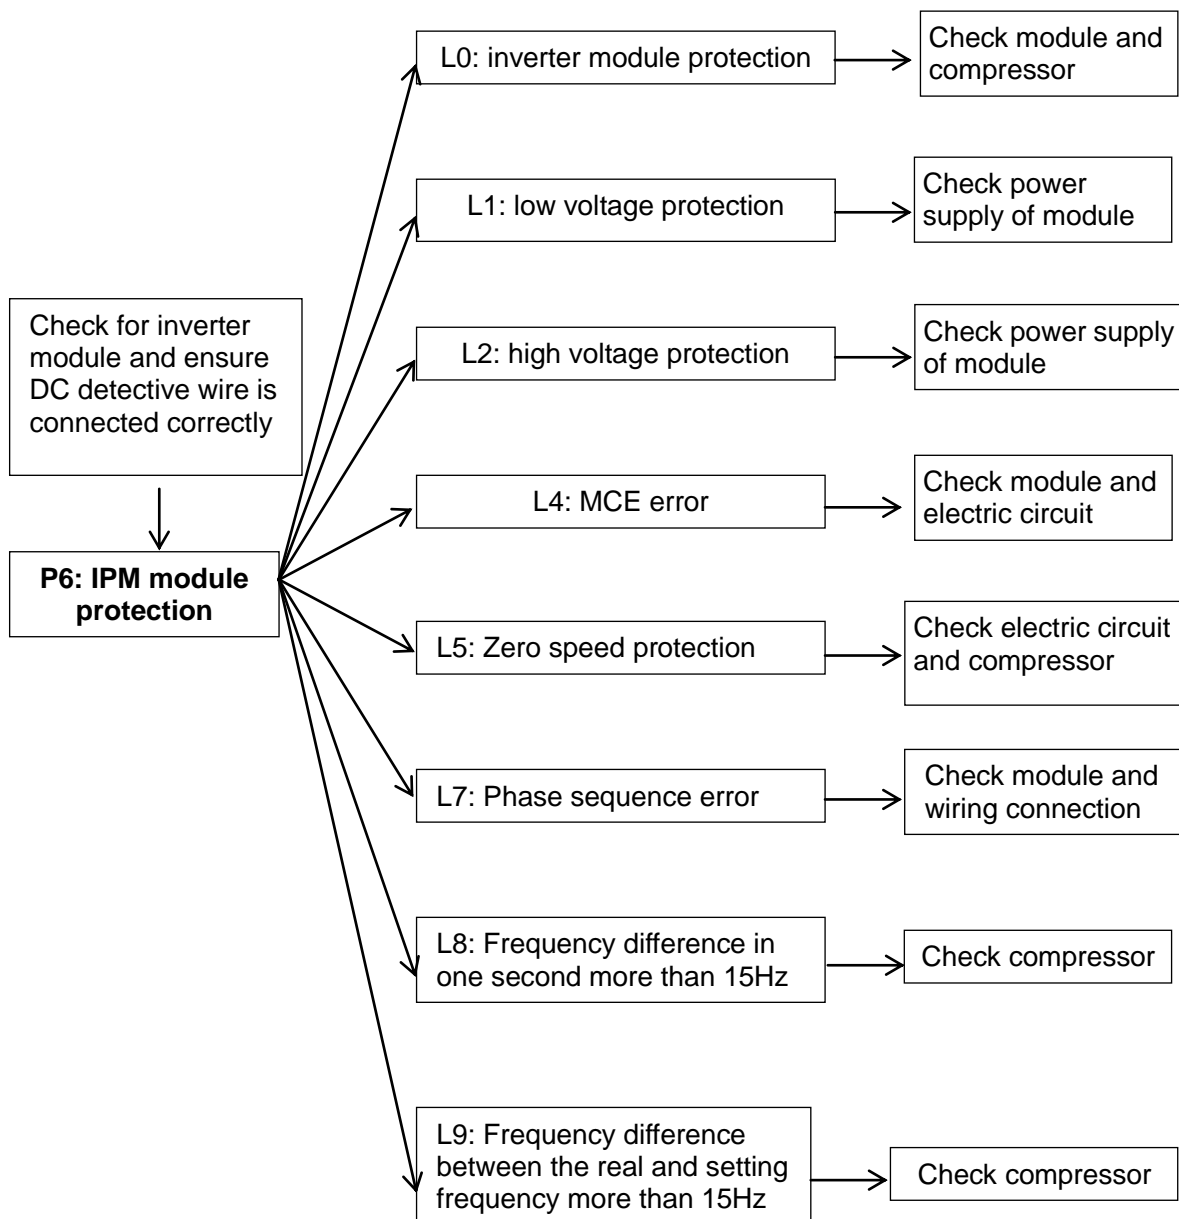 L0: inverter module protection
Check module and
compressor
L1: low voltage protection
Check power
supply of module
Check for inverter
module and ensure
DC detective wire is
connected correctly
L2: high voltage protection
Check power supply
of module
L4: MCE error
Check module and
electric circuit
P6: IPM module
protection
L5: Zero speed protection
Check electric circuit
and compressor
L7: Phase sequence error
Check module and
wiring connection
L8: Frequency difference in
one second more than 15Hz
Check compressor
L9: Frequency difference
between the real and setting
frequency more than 15Hz
Check compressor